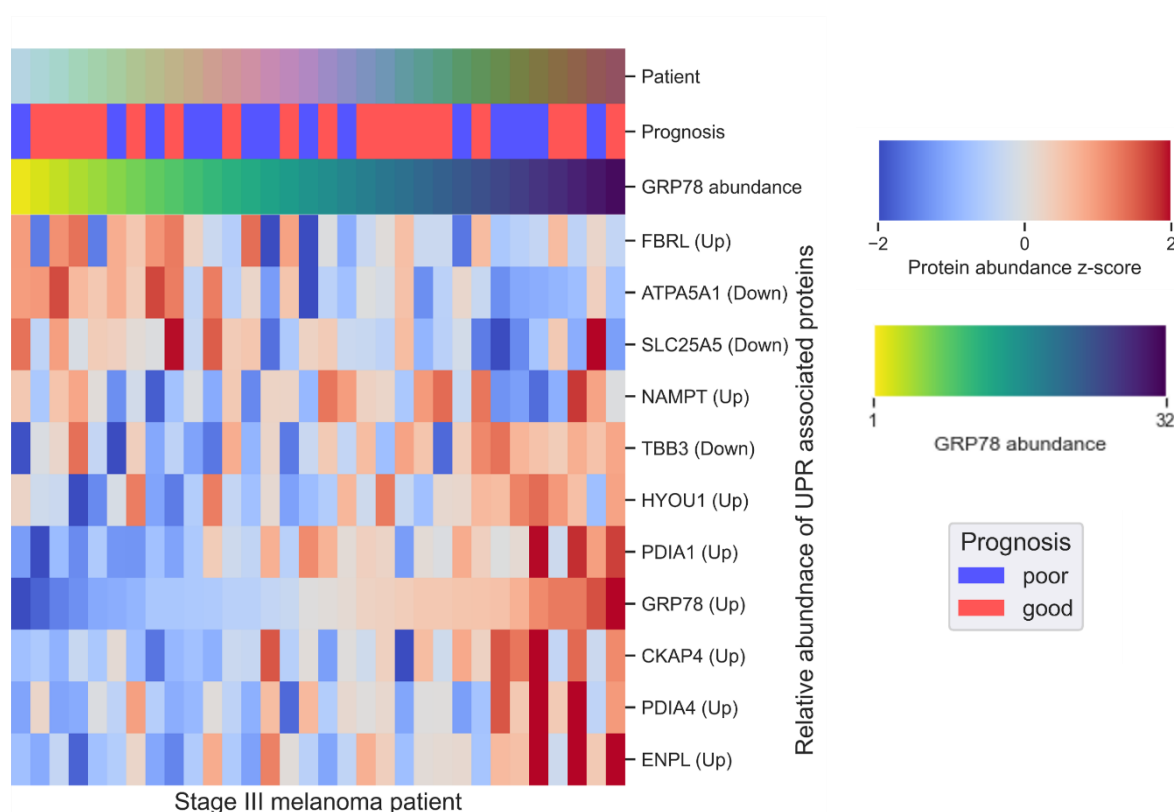 Patient
Prognosis
GRP78 abundance
FBRL (Up)
ATPA5A1 (Down)
SLC25A5 (Down)
NAMPT (Up)
TBB3 (Down)
HYOU1 (Up)
PDIA1 (Up)
GRP78 (Up)
CKAP4 (Up)
PDIA4 (Up)
ENPL (Up)
Stage III melanoma patient
Relative abundnace of UPR associated proteins
−2 0 2
Protein abundance z-score
1 32
GRP78 abundance
Prognosis
poor
good